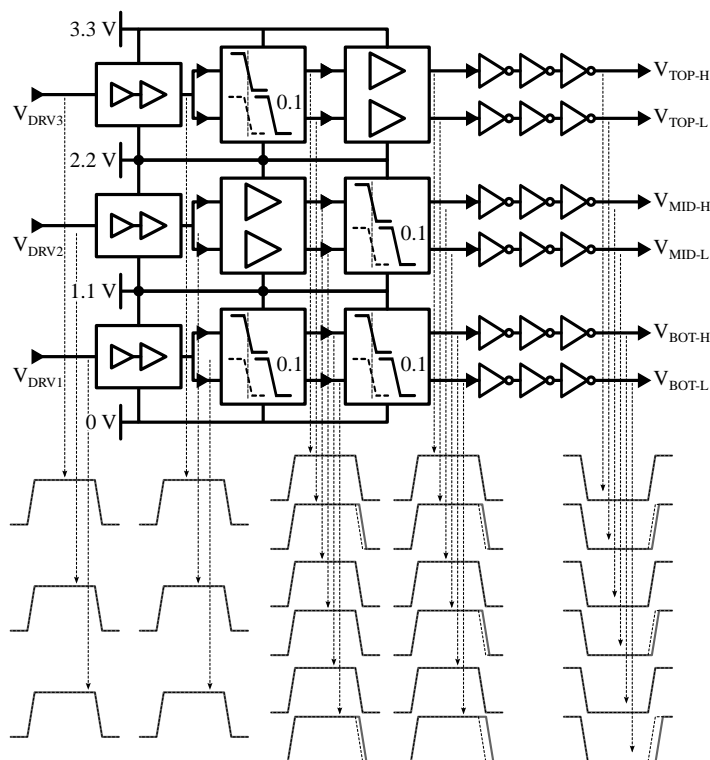 3.3 V
V_TOP-H
0.1
V_DRV3
V_TOP-L
2.2 V
V_MID-H
V_DRV2
0.1
V_MID-L
1.1 V
V_BOT-H
0.1
0.1
V_DRV1
V_BOT-L
0 V